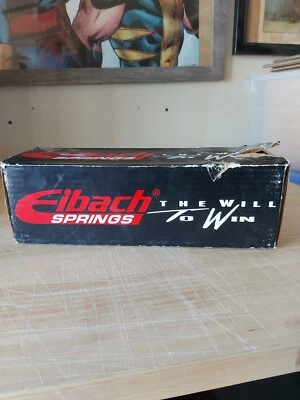 Eibach®
SPRINGS
THE WILL
TO WIN